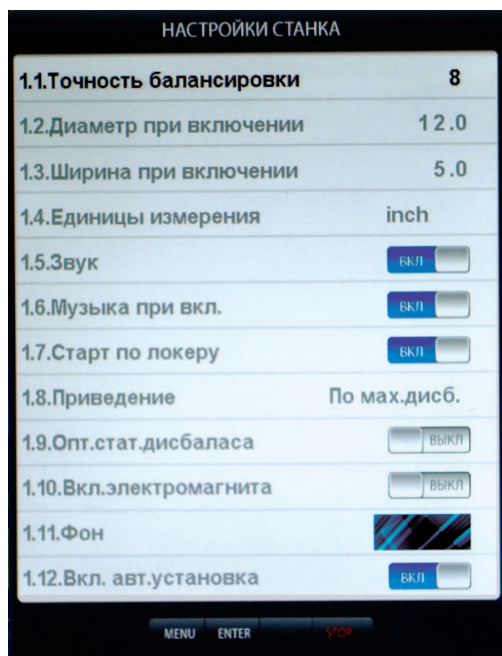 НАСТРОЙКИ СТАНКА
1.1.Точность балансировки 8
1.2.Диаметр при включении 12.0
1.3.Ширина при включении 5.0
1.4.Единицы измерения inch
1.5.Звук ВКЛ
1.6.Музыка при вкл. ВКЛ
1.7.Старт по локеру ВКЛ
1.8.Приведение По мах.дисб.
1.9.Опт.стат.дисбаласа ВЫКЛ
1.10.Вкл.электромагнита ВЫКЛ
1.11.Фон
1.12.Вкл. авт.установка ВКЛ
MENU ENTER STOP